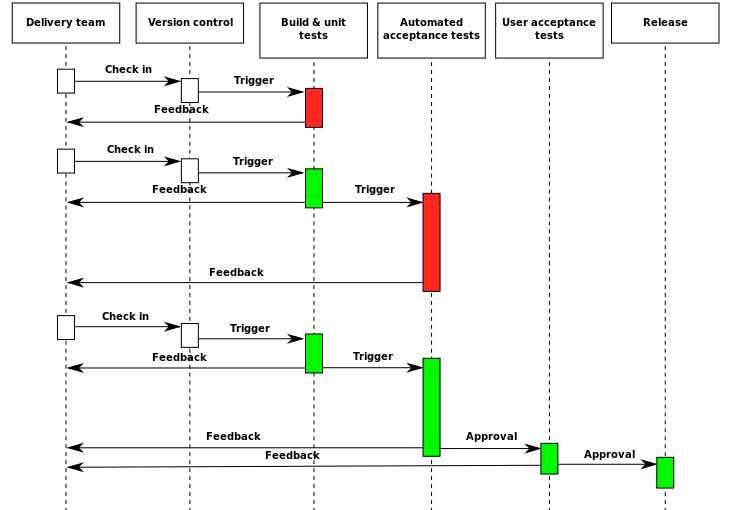 Delivery team
Version control
Build & unit
tests
Automated
acceptance tests
User acceptance
tests
Release
Check in
Trigger
Feedback
Check in
Trigger
Feedback
Trigger
Feedback
Check in
Trigger
Feedback
Trigger
Feedback
Approval
Feedback
Approval